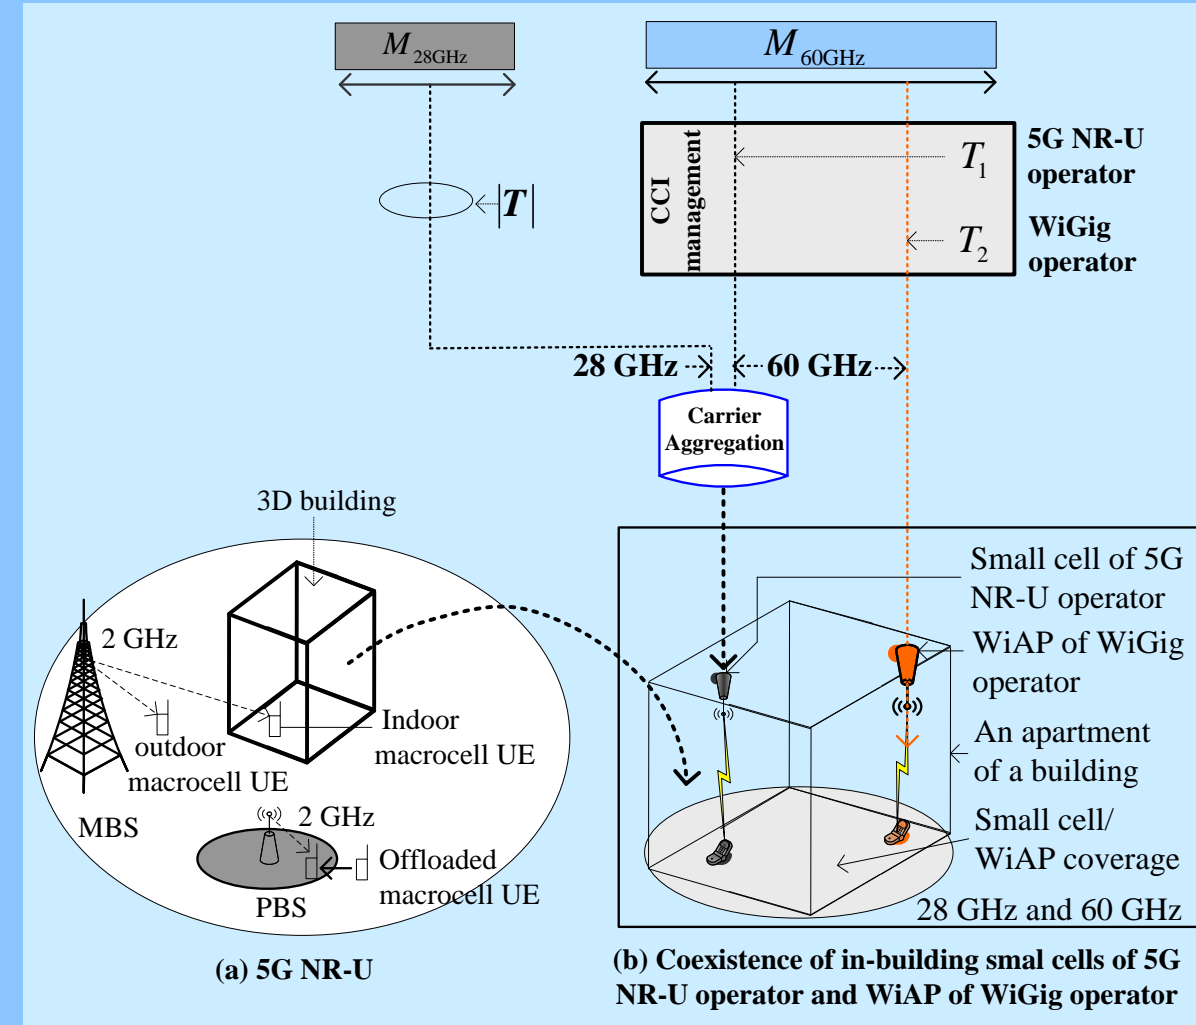 M28GHz
M60GHz
CCI
management
T1
5G NR-U
operator
|T|
T2
WiGig
operator
28 GHz
60 GHz
Carrier
Aggregation
3D building
2 GHz
outdoor
macrocell UE
Indoor
macrocell UE
MBS
2 GHz
Offloaded
macrocell UE
PBS
(a) 5G NR-U
Small cell of 5G
NR-U operator
WiAP of WiGig
operator
An apartment
of a building
Small cell/
WiAP coverage
28 GHz and 60 GHz
(b) Coexistence of in-building smal cells of 5G
NR-U operator and WiAP of WiGig operator